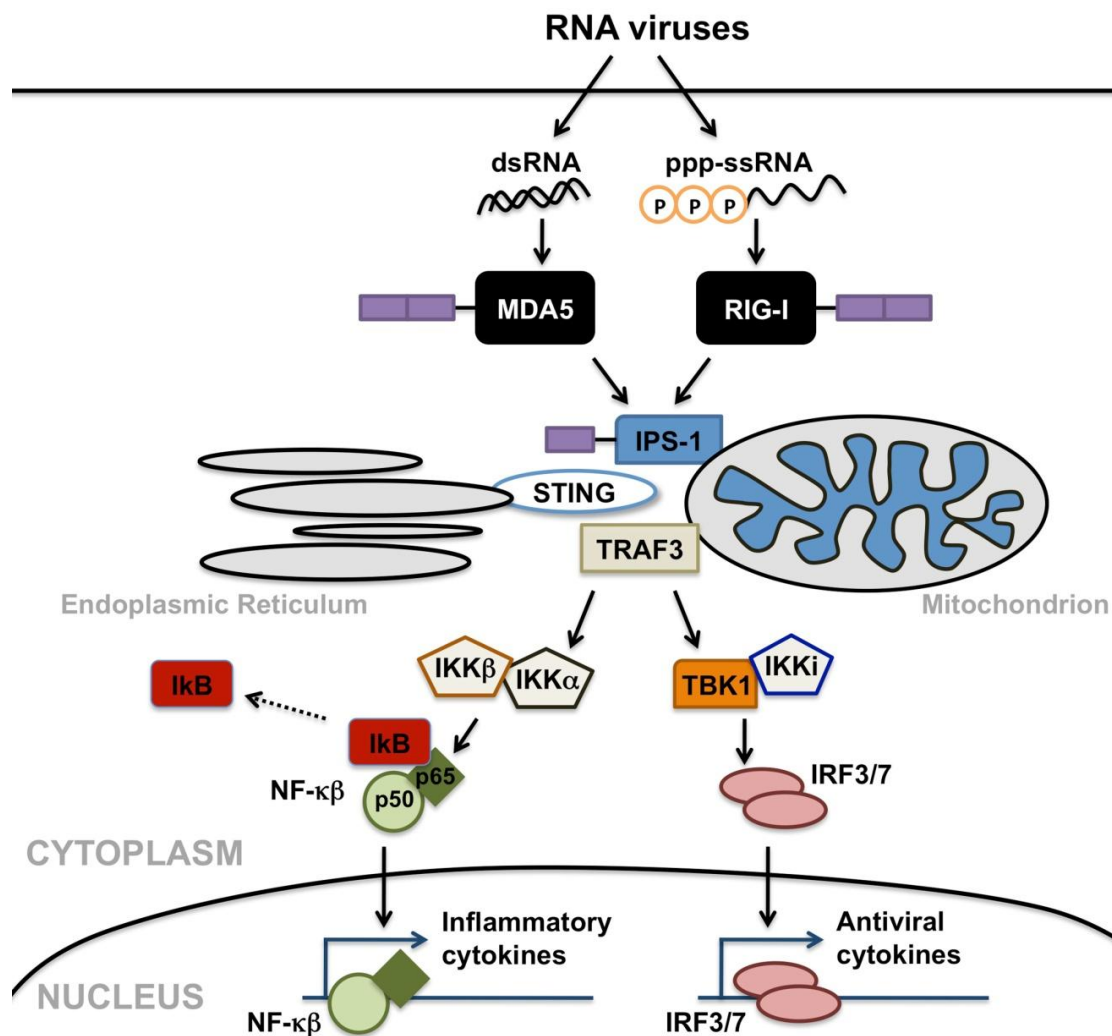 RNA viruses
dsRNA
ppp-ssRNA
P P P
MDA5
RIG-I
IPS-1
STING
TRAF3
Endoplasmic Reticulum
Mitochondrion
IKKβ
IKKα
TBK1
IKKi
IkB
IkB
p65
p50
NF-κβ
IRF3/7
CYTOPLASM
Inflammatory
cytokines
Antiviral
cytokines
NUCLEUS
NF-κβ
IRF3/7